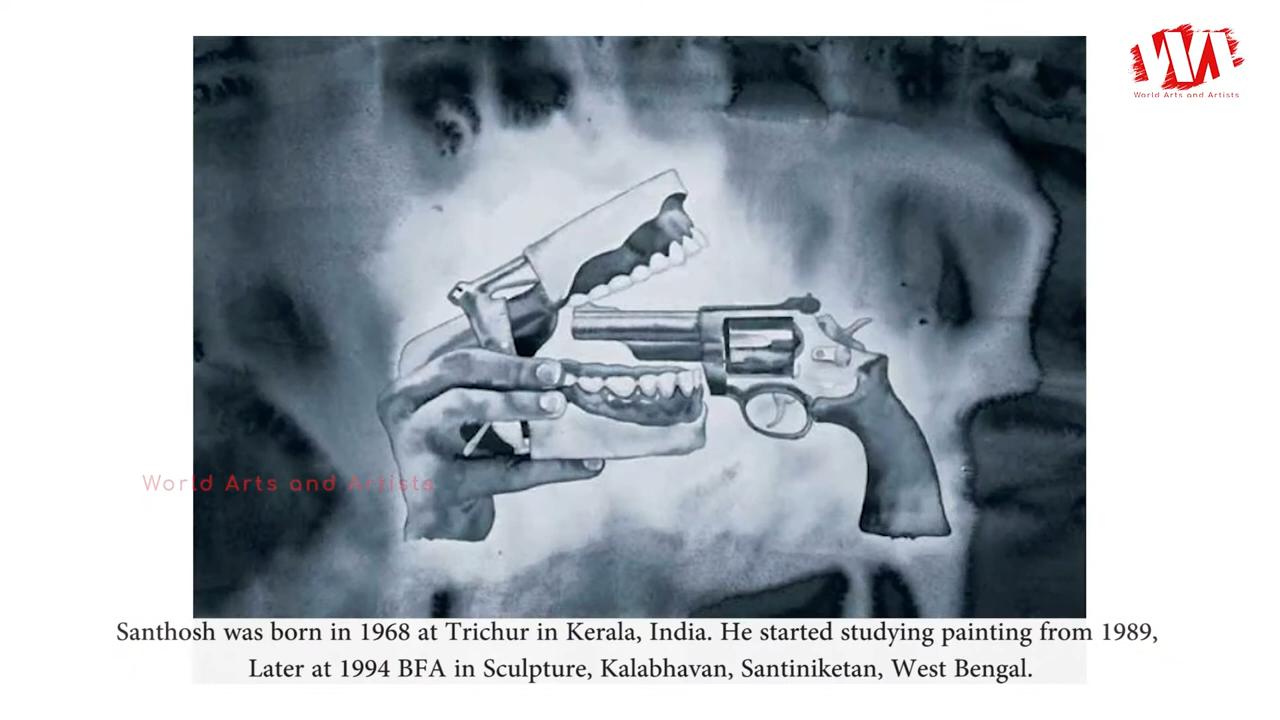 World Arts and Artists
World Arts and Artists
Santhosh was born in 1968 at Trichur in Kerala, India. He started studying painting from 1989,
Later at 1994 BFA in Sculpture, Kalabhavan, Santiniketan, West Bengal.